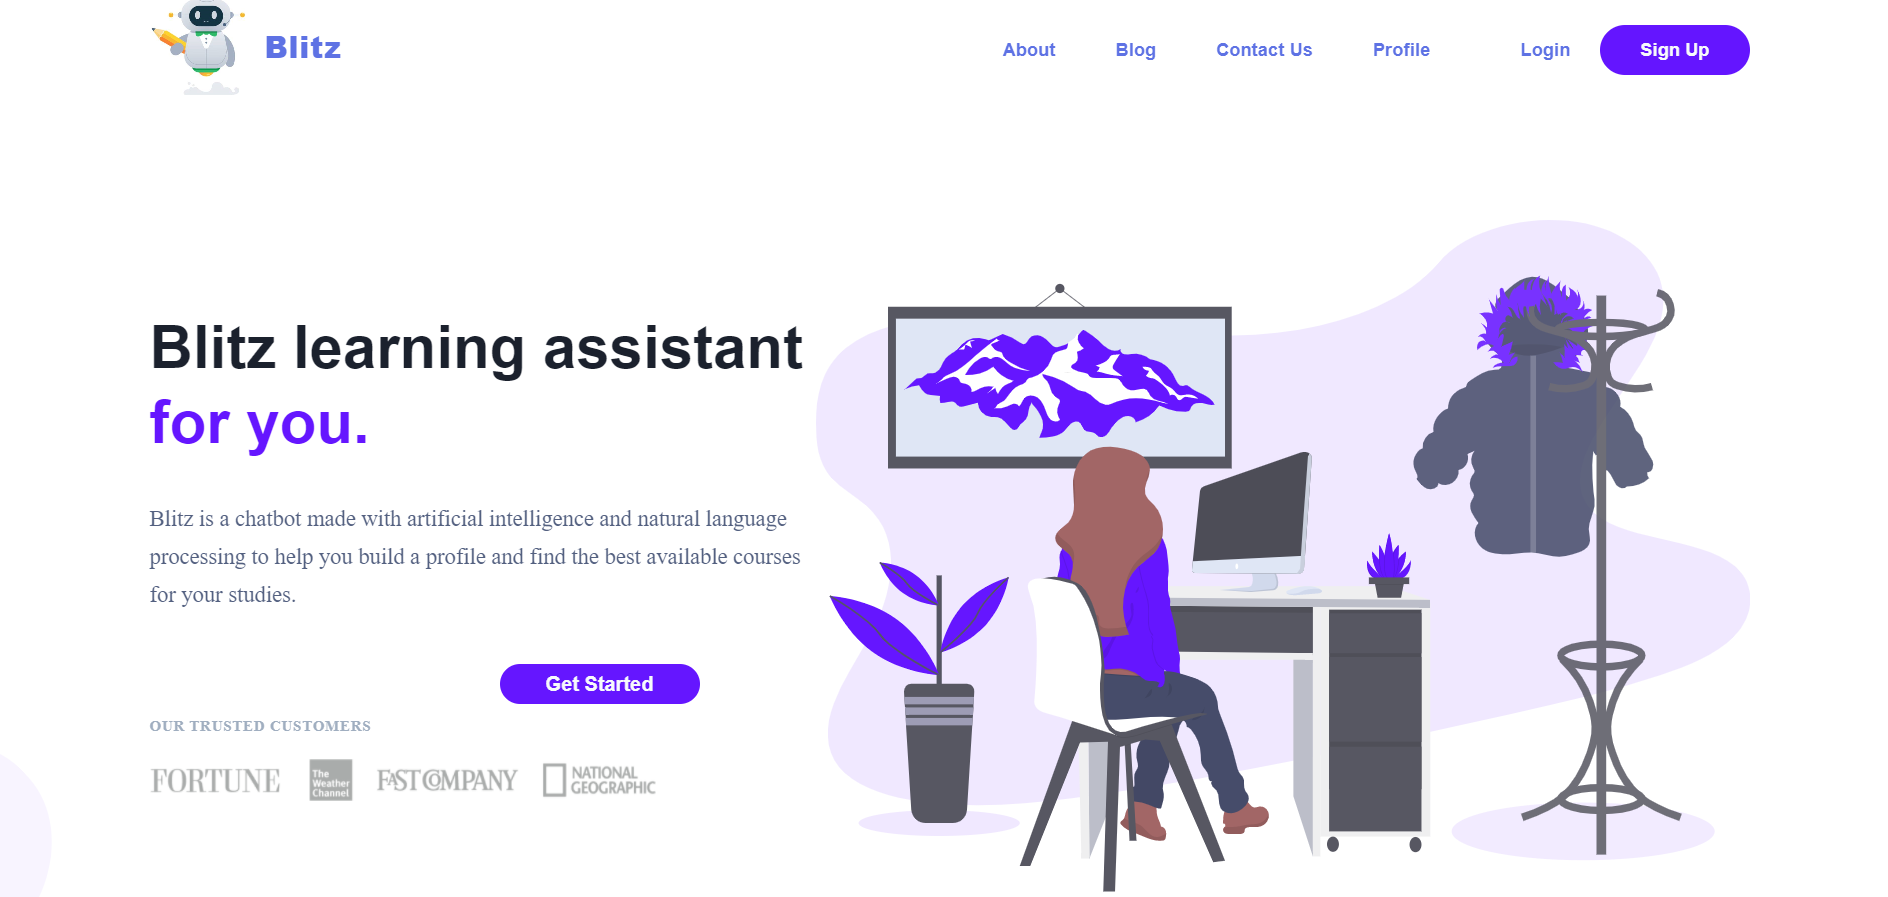 Blitz
About
Blog
Contact Us
Profile
Login
Sign Up
Blitz learning assistant
for you.
Blitz is a chatbot made with artificial intelligence and natural language
processing to help you build a profile and find the best available courses
for your studies.
Get Started
OUR TRUSTED CUSTOMERS
FORTUNE
The
Weather
Channel
FAST COMPANY
NATIONAL
GEOGRAPHIC